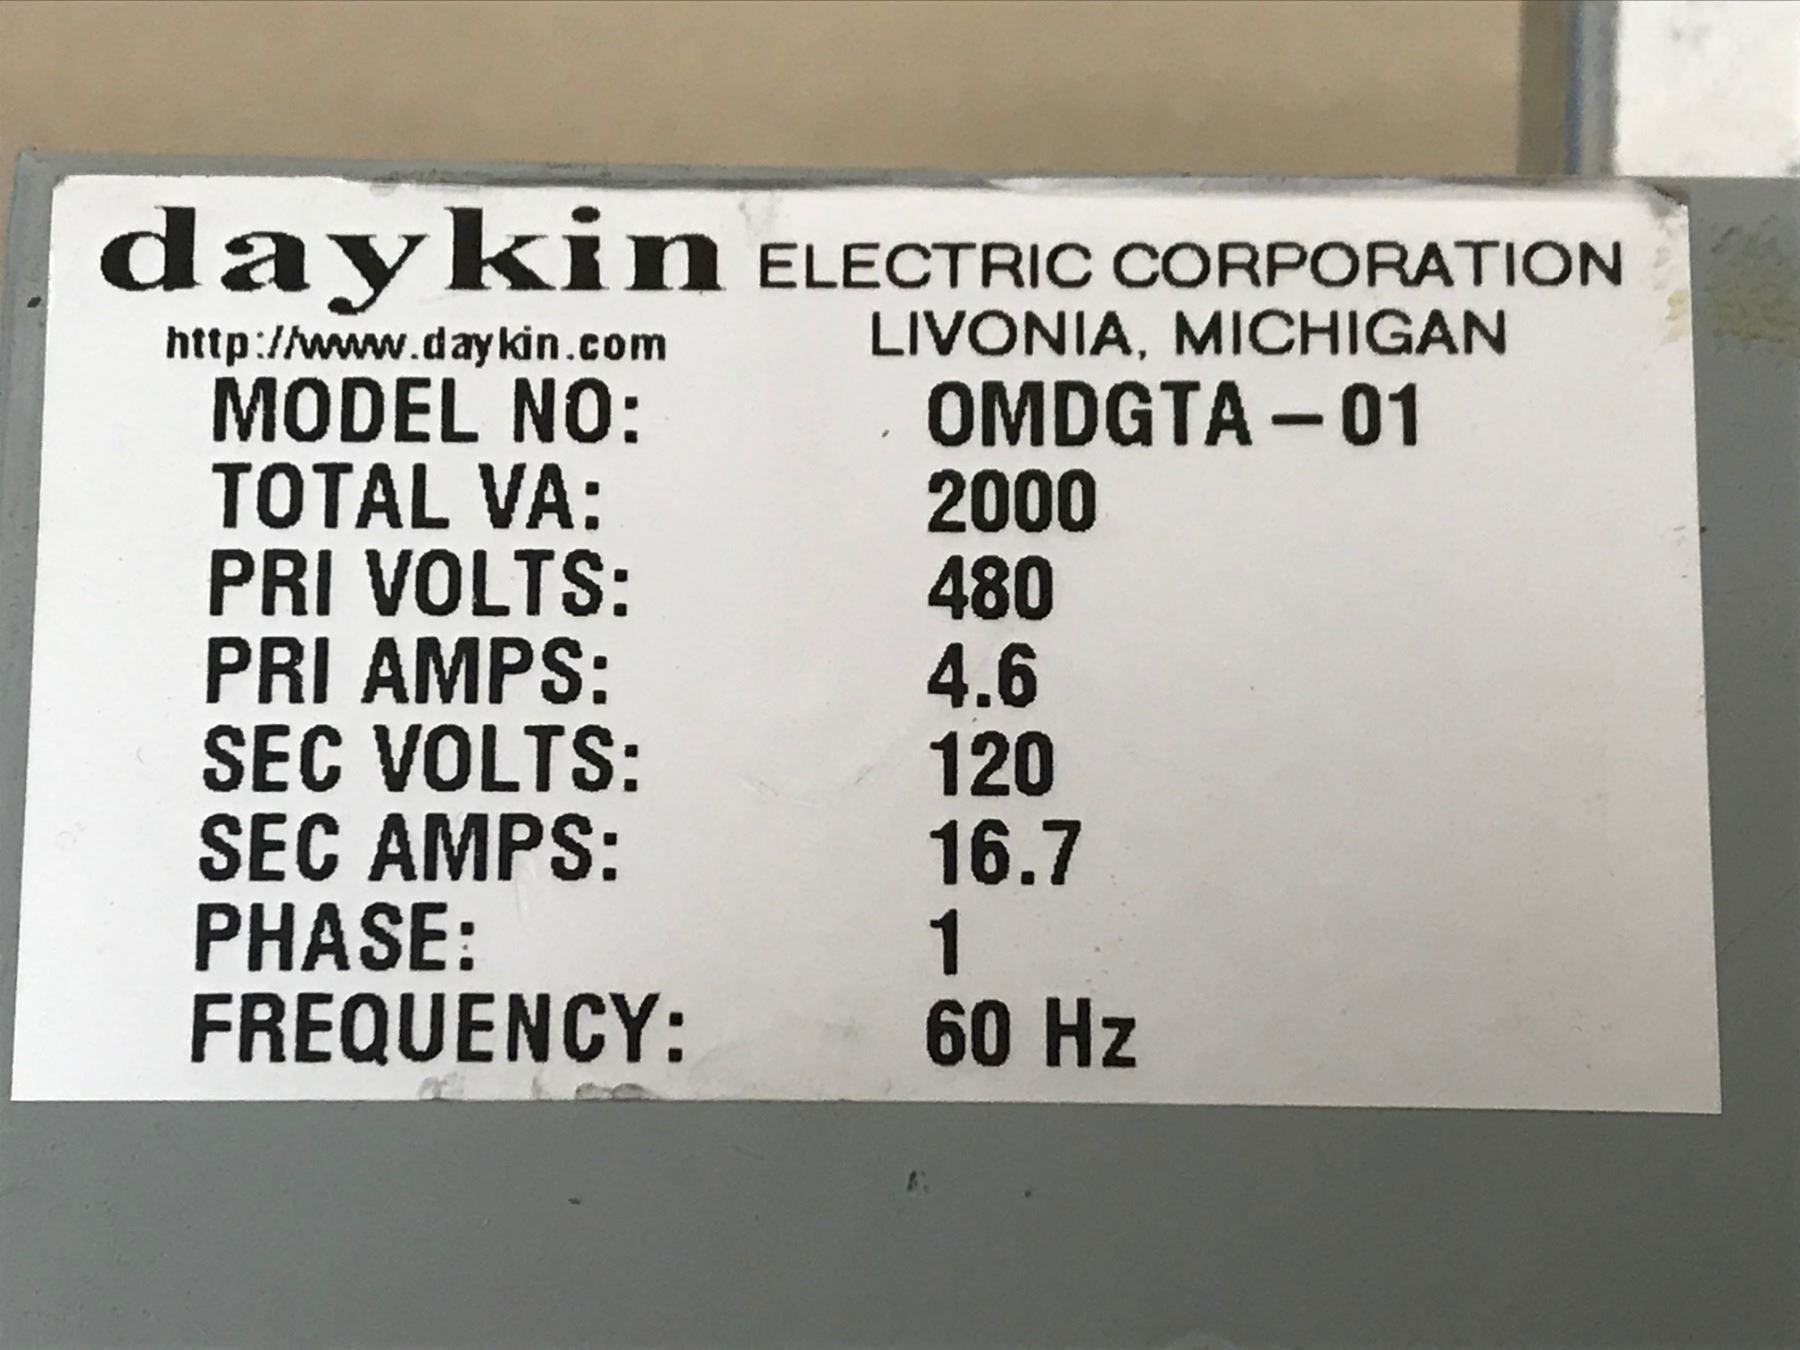 daykin ELECTRIC CORPORATION
http://www.daykin.com LIVONIA, MICHIGAN
MODEL NO: OMDGTA-01
TOTAL VA: 2000
PRI VOLTS: 480
PRI AMPS: 4.6
SEC VOLTS: 120
SEC AMPS: 16.7
PHASE: 1
FREQUENCY: 60 Hz